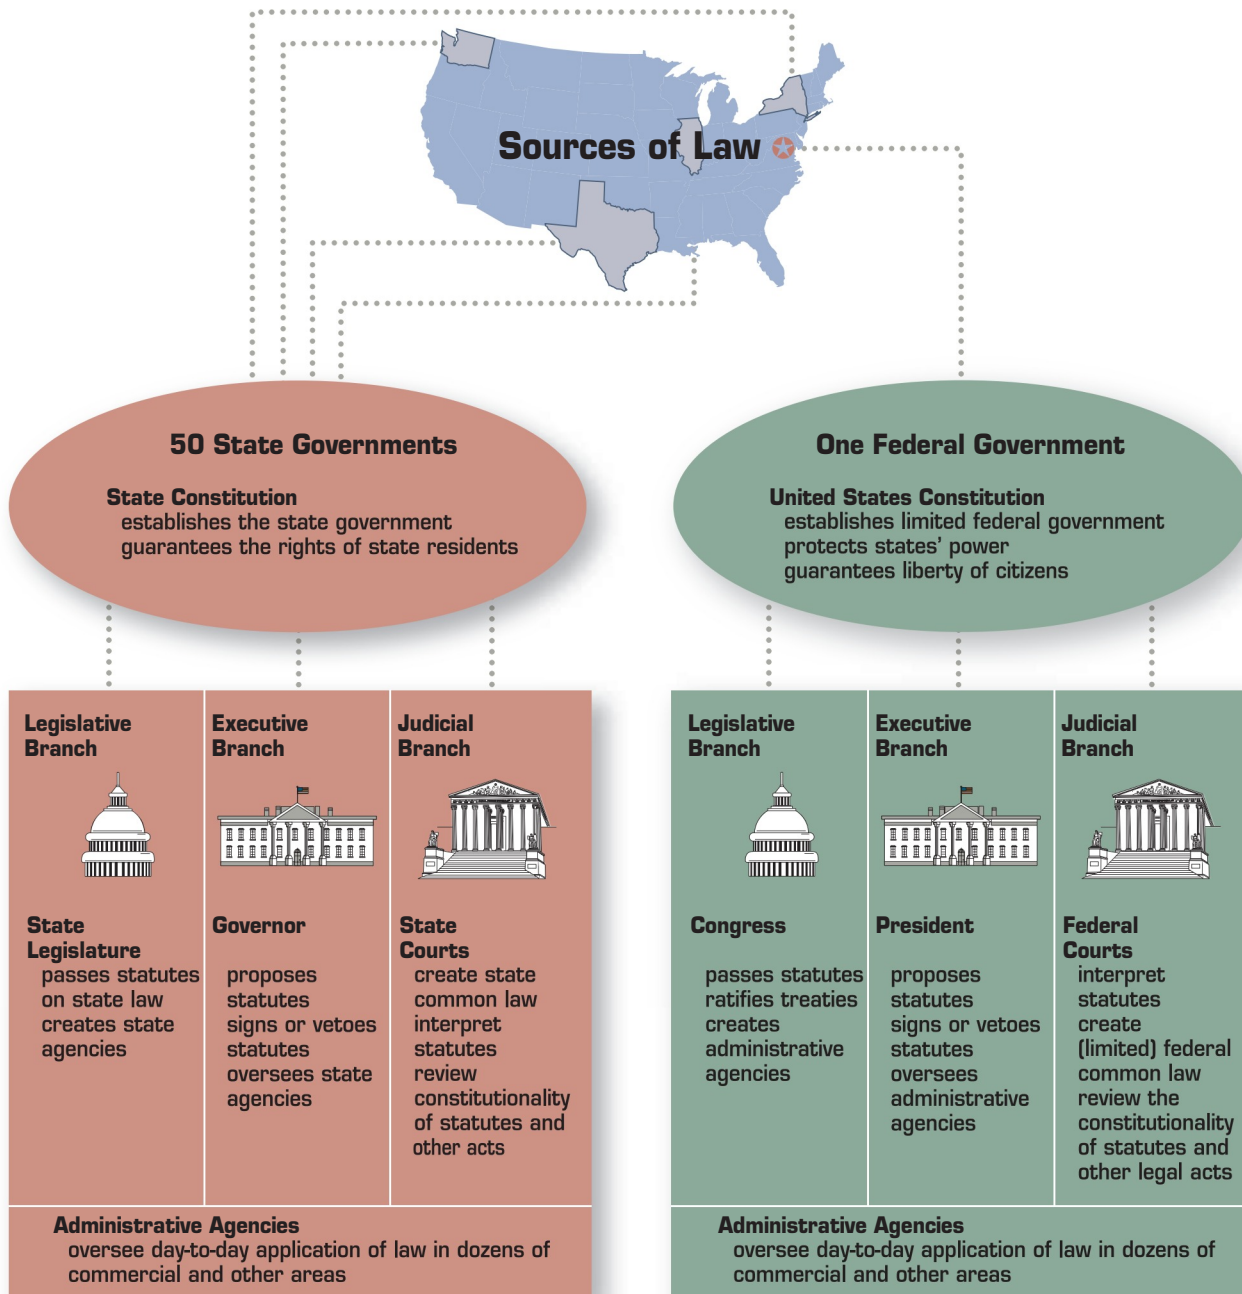 Sources of Law
50 State Governments
State Constitution
establishes the state government
guarantees the rights of state residents
One Federal Government
United States Constitution
establishes limited federal government
protects states’ power
guarantees liberty of citizens
Legislative
Branch
State
Legislature
passes statutes
on state law
creates state
agencies
Executive
Branch
Governor
proposes
statutes
signs or vetoes
statutes
oversees state
agencies
Judicial
Branch
State
Courts
create state
common law
interpret
statutes
review
constitutionality
of statutes and
other acts
Administrative Agencies
oversee day-to-day application of law in dozens of
commercial and other areas
Legislative
Branch
Congress
passes statutes
ratifies treaties
creates
administrative
agencies
Executive
Branch
President
proposes
statutes
signs or vetoes
statutes
oversees
administrative
agencies
Judicial
Branch
Federal
Courts
interpret
statutes
create
(limited) federal
common law
review the
constitutionality
of statutes and
other legal acts
Administrative Agencies
oversee day-to-day application of law in dozens of
commercial and other areas